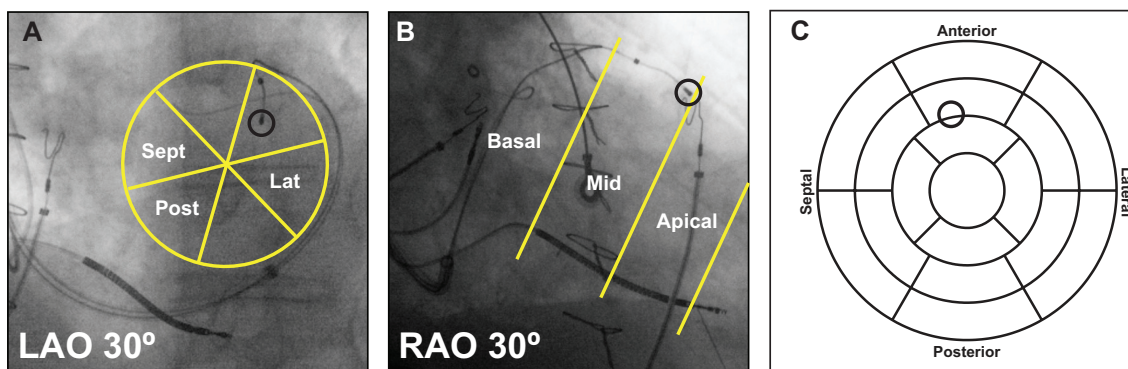 A
Sept
Lat
Post
LAO 30º
B
Basal
Mid
Apical
RAO 30º
C
Anterior
Septal
Lateral
Posterior